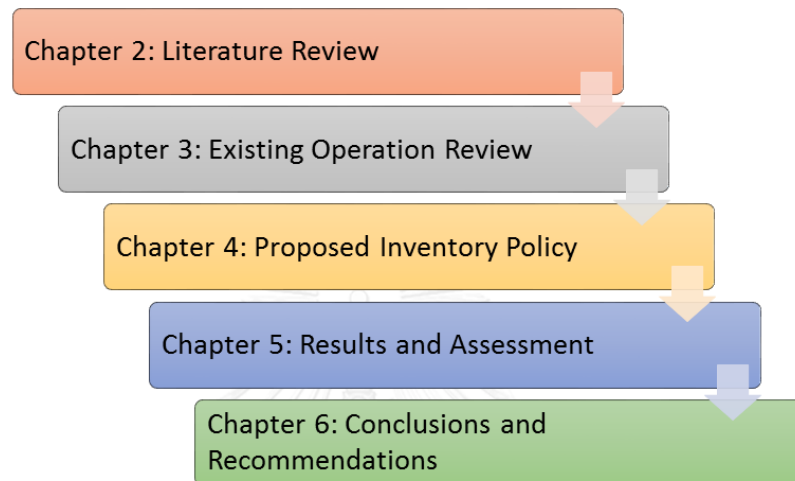 Chapter 2: Literature Review
Chapter 3: Existing Operation Review
Chapter 4: Proposed Inventory Policy
Chapter 5: Results and Assessment
Chapter 6: Conclusions and
Recommendations